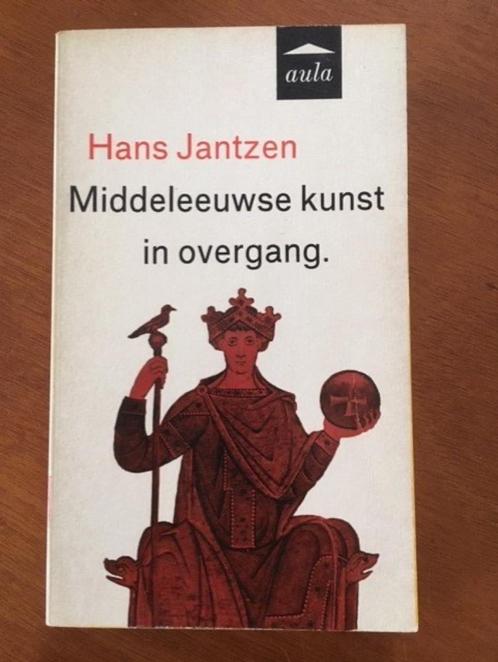 aula
Hans Jantzen
Middeleeuwse kunst
in overgang.